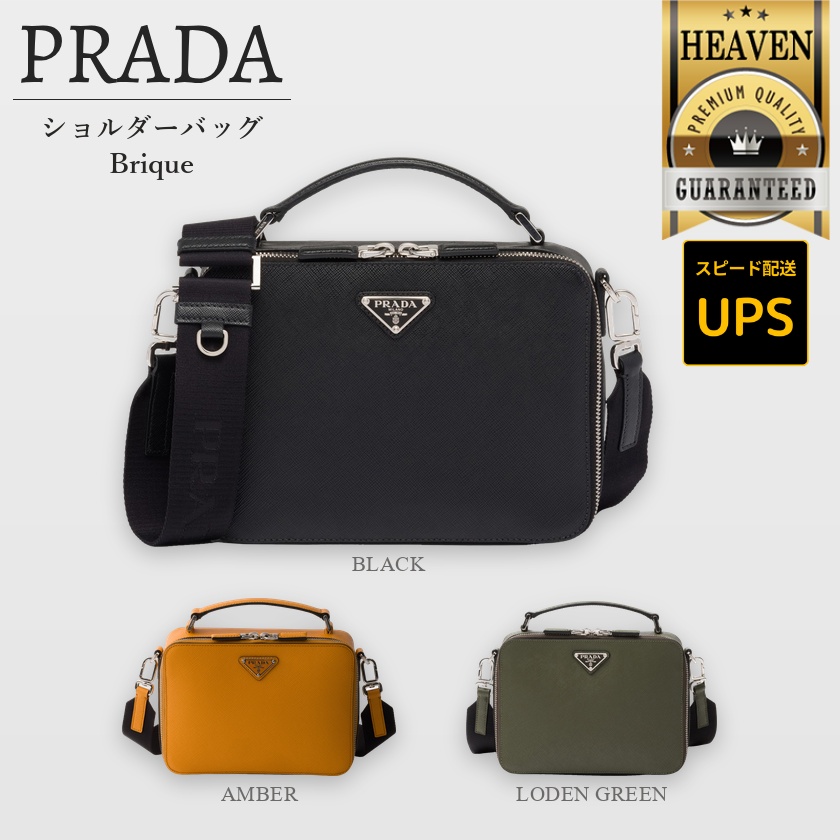 PRADA
ショルダーバッグ
Brique
HEAVEN
PREMIUM QUALITY
GUARANTEED
スピード配送
UPS
PRADA
MILANO
BLACK
PRADA
PRADA
AMBER
LODEN GREEN